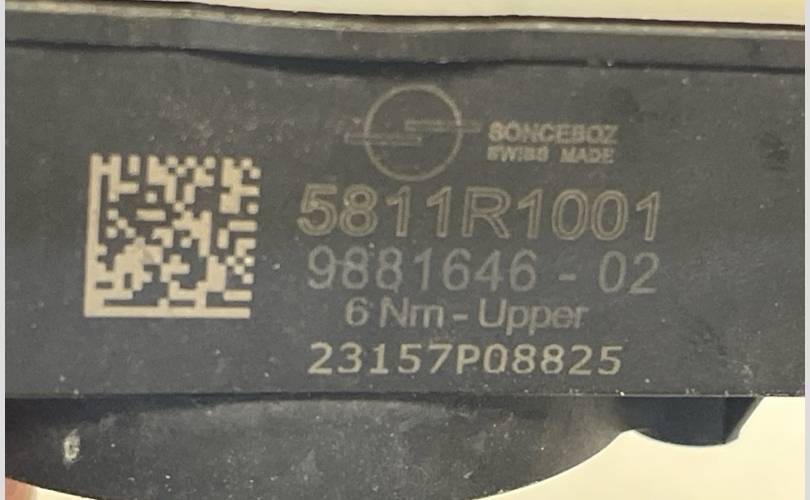 SONCEBOZ
SWISS MADE
5811R1001
9881646 - 02
6 Nm - Upper
23157P08825